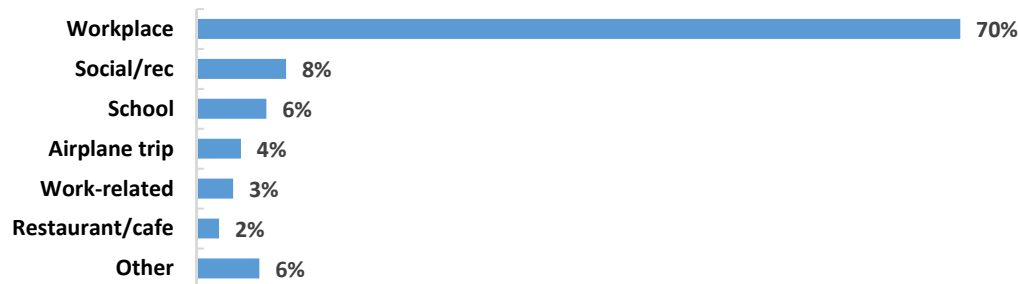 Workplace 70%
Social/rec 8%
School 6%
Airplane trip 4%
Work-related 3%
Restaurant/cafe 2%
Other 6%